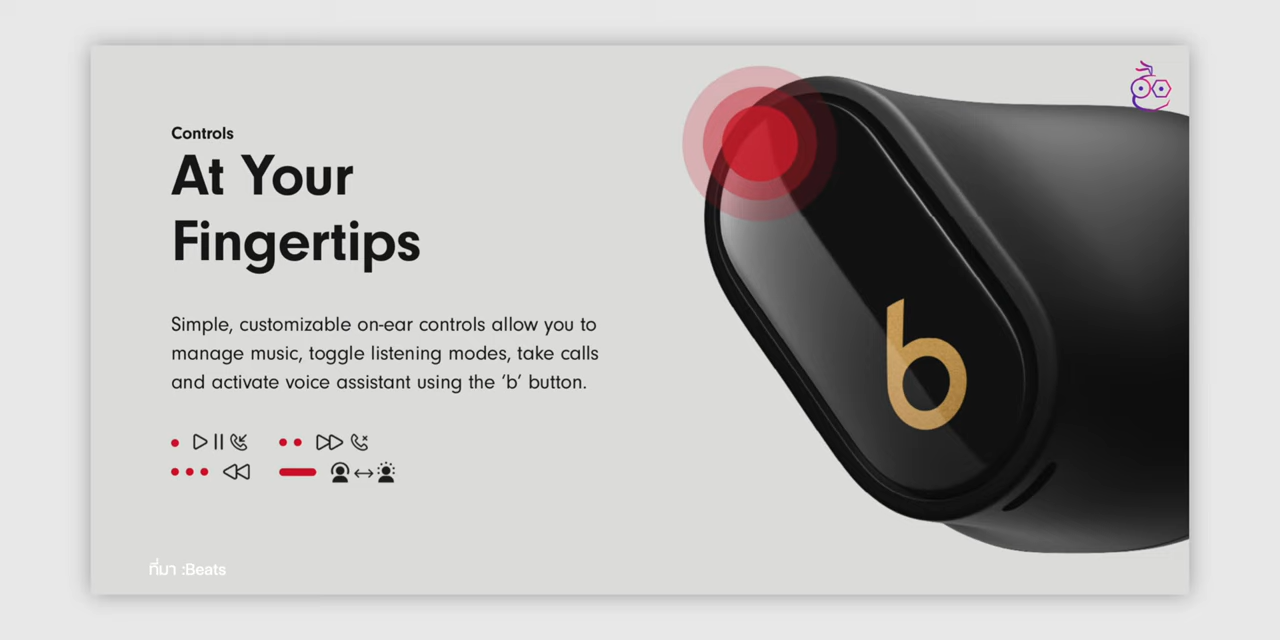 Controls
At Your
Fingertips
Simple, customizable on-ear controls allow you to
manage music, toggle listening modes, take calls
and activate voice assistant using the ‘b’ button.
b
ที่มา :Beats